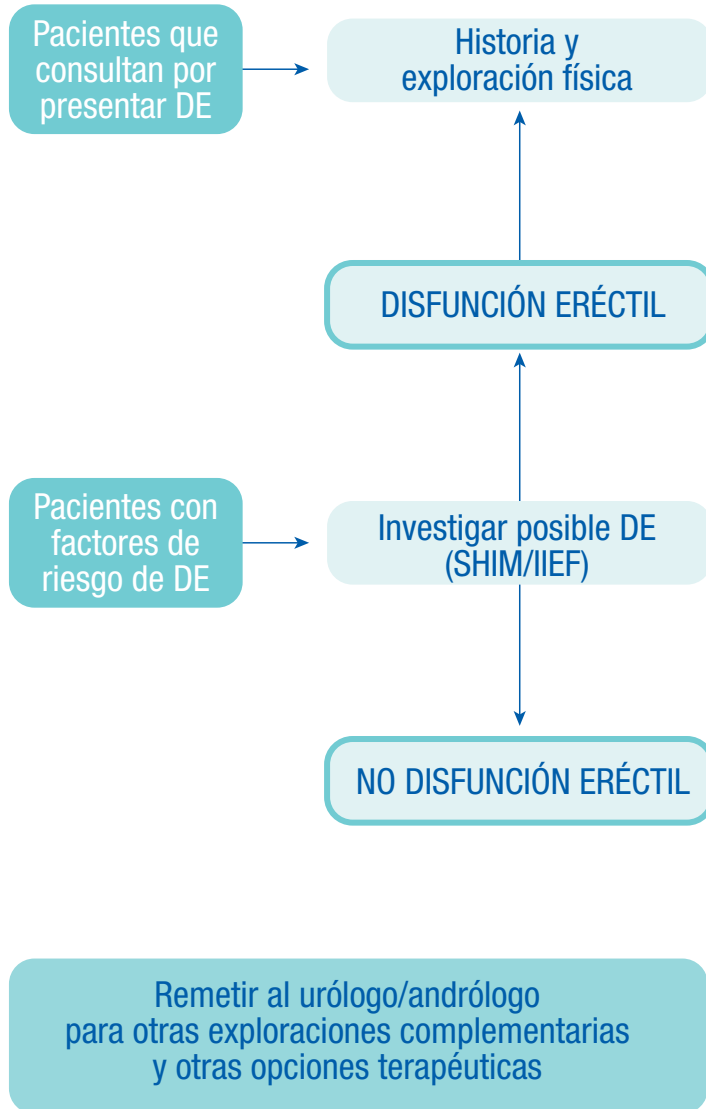 Pacientes que
consultan por
presentar DE
Historia y
exploración física
DISFUNCIÓN ERÉCTIL
Pacientes con
factores de
riesgo de DE
Investigar posible DE
(SHIM/IIEF)
NO DISFUNCIÓN ERÉCTIL
Remetir al urólogo/andrólogo
para otras exploraciones complementarias
y otras opciones terapéuticas